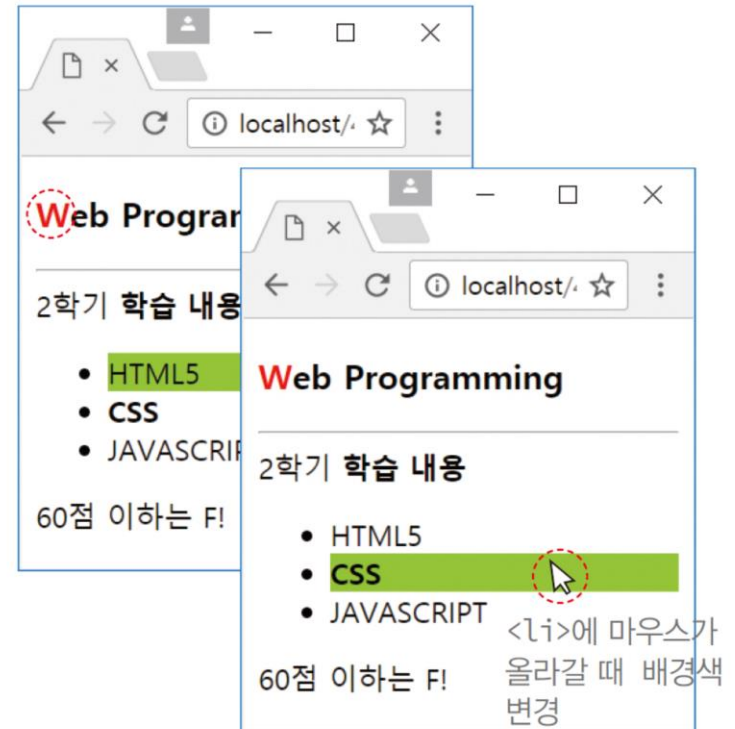 localhost/
Web Program
2학기 학습 내용
HTML5
CSS
JAVASCRIP
60점 이하는 F!
localhost/
Web Programming
2학기 학습 내용
HTML5
CSS
JAVASCRIPT
60점 이하는 F!
<li>에 마우스가
올라갈 때 배경색
변경